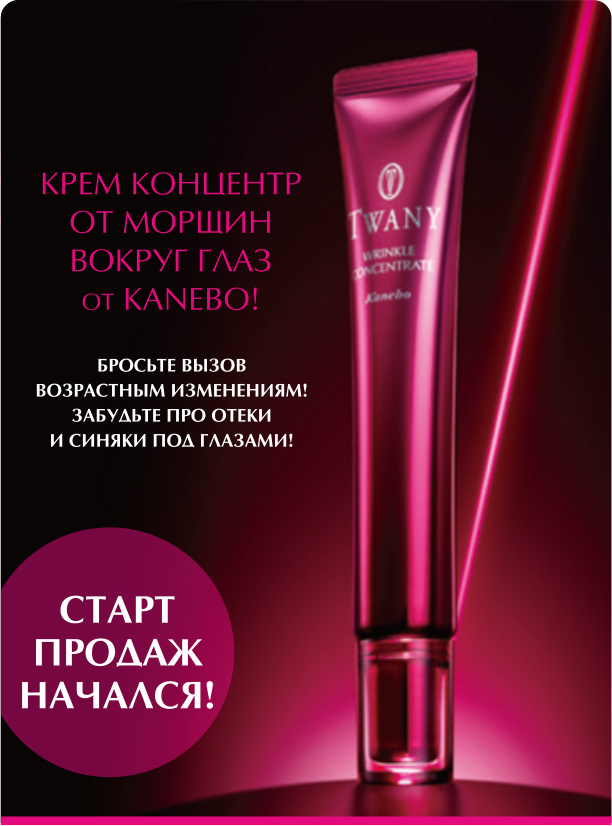 КРЕМ КОНЦЕНТР
ОТ МОРЩИН
ВОКРУГ ГЛАЗ
ОТ KANEBO!
БРОСЬТЕ ВЫЗОВ
ВОЗРАСТНЫМ ИЗМЕНЕНИЯМ!
ЗАБУДЬТЕ ПРО ОТЕКИ
И СИНЯКИ ПОД ГЛАЗАМИ!
СТАРТ
ПРОДАЖ
НАЧАЛСЯ!
T
TWANY
WRINKLE
CONCENTRATE
Kanebo